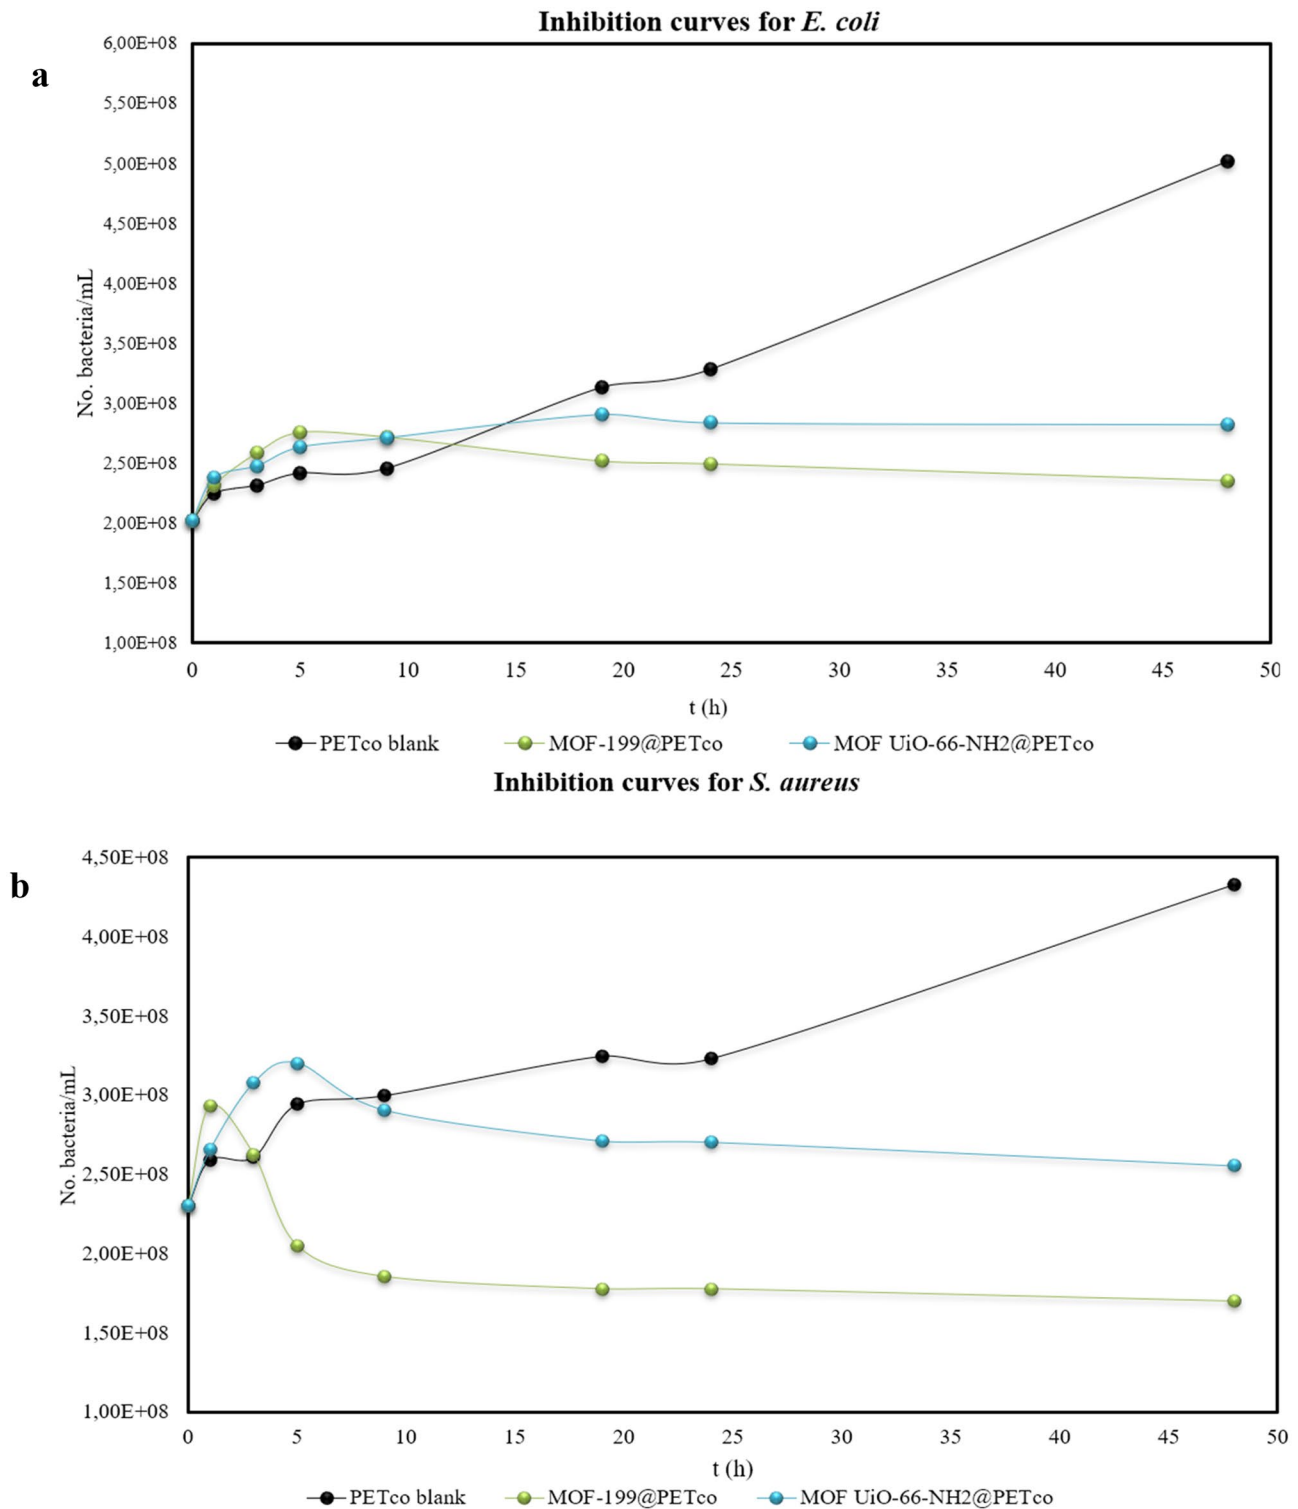 Inhibition curves for E. coli
a
6,00E+08
5,50E+08
5,00E+08
4,50E+08
4,00E+08
3,50E+08
3,00E+08
2,50E+08
2,00E+08
1,50E+08
1,00E+08
No. bacteria/mL
0 5 10 15 20 25 30 35 40 45 50
t (h)
PETco blank MOF-199@PETco MOF UiO-66-NH2@PETco
Inhibition curves for S. aureus
b
4,50E+08
4,00E+08
3,50E+08
3,00E+08
2,50E+08
2,00E+08
1,50E+08
1,00E+08
No. bacteria/mL
0 5 10 15 20 25 30 35 40 45 50
t (h)
PETco blank MOF-199@PETco MOF UiO-66-NH2@PETco